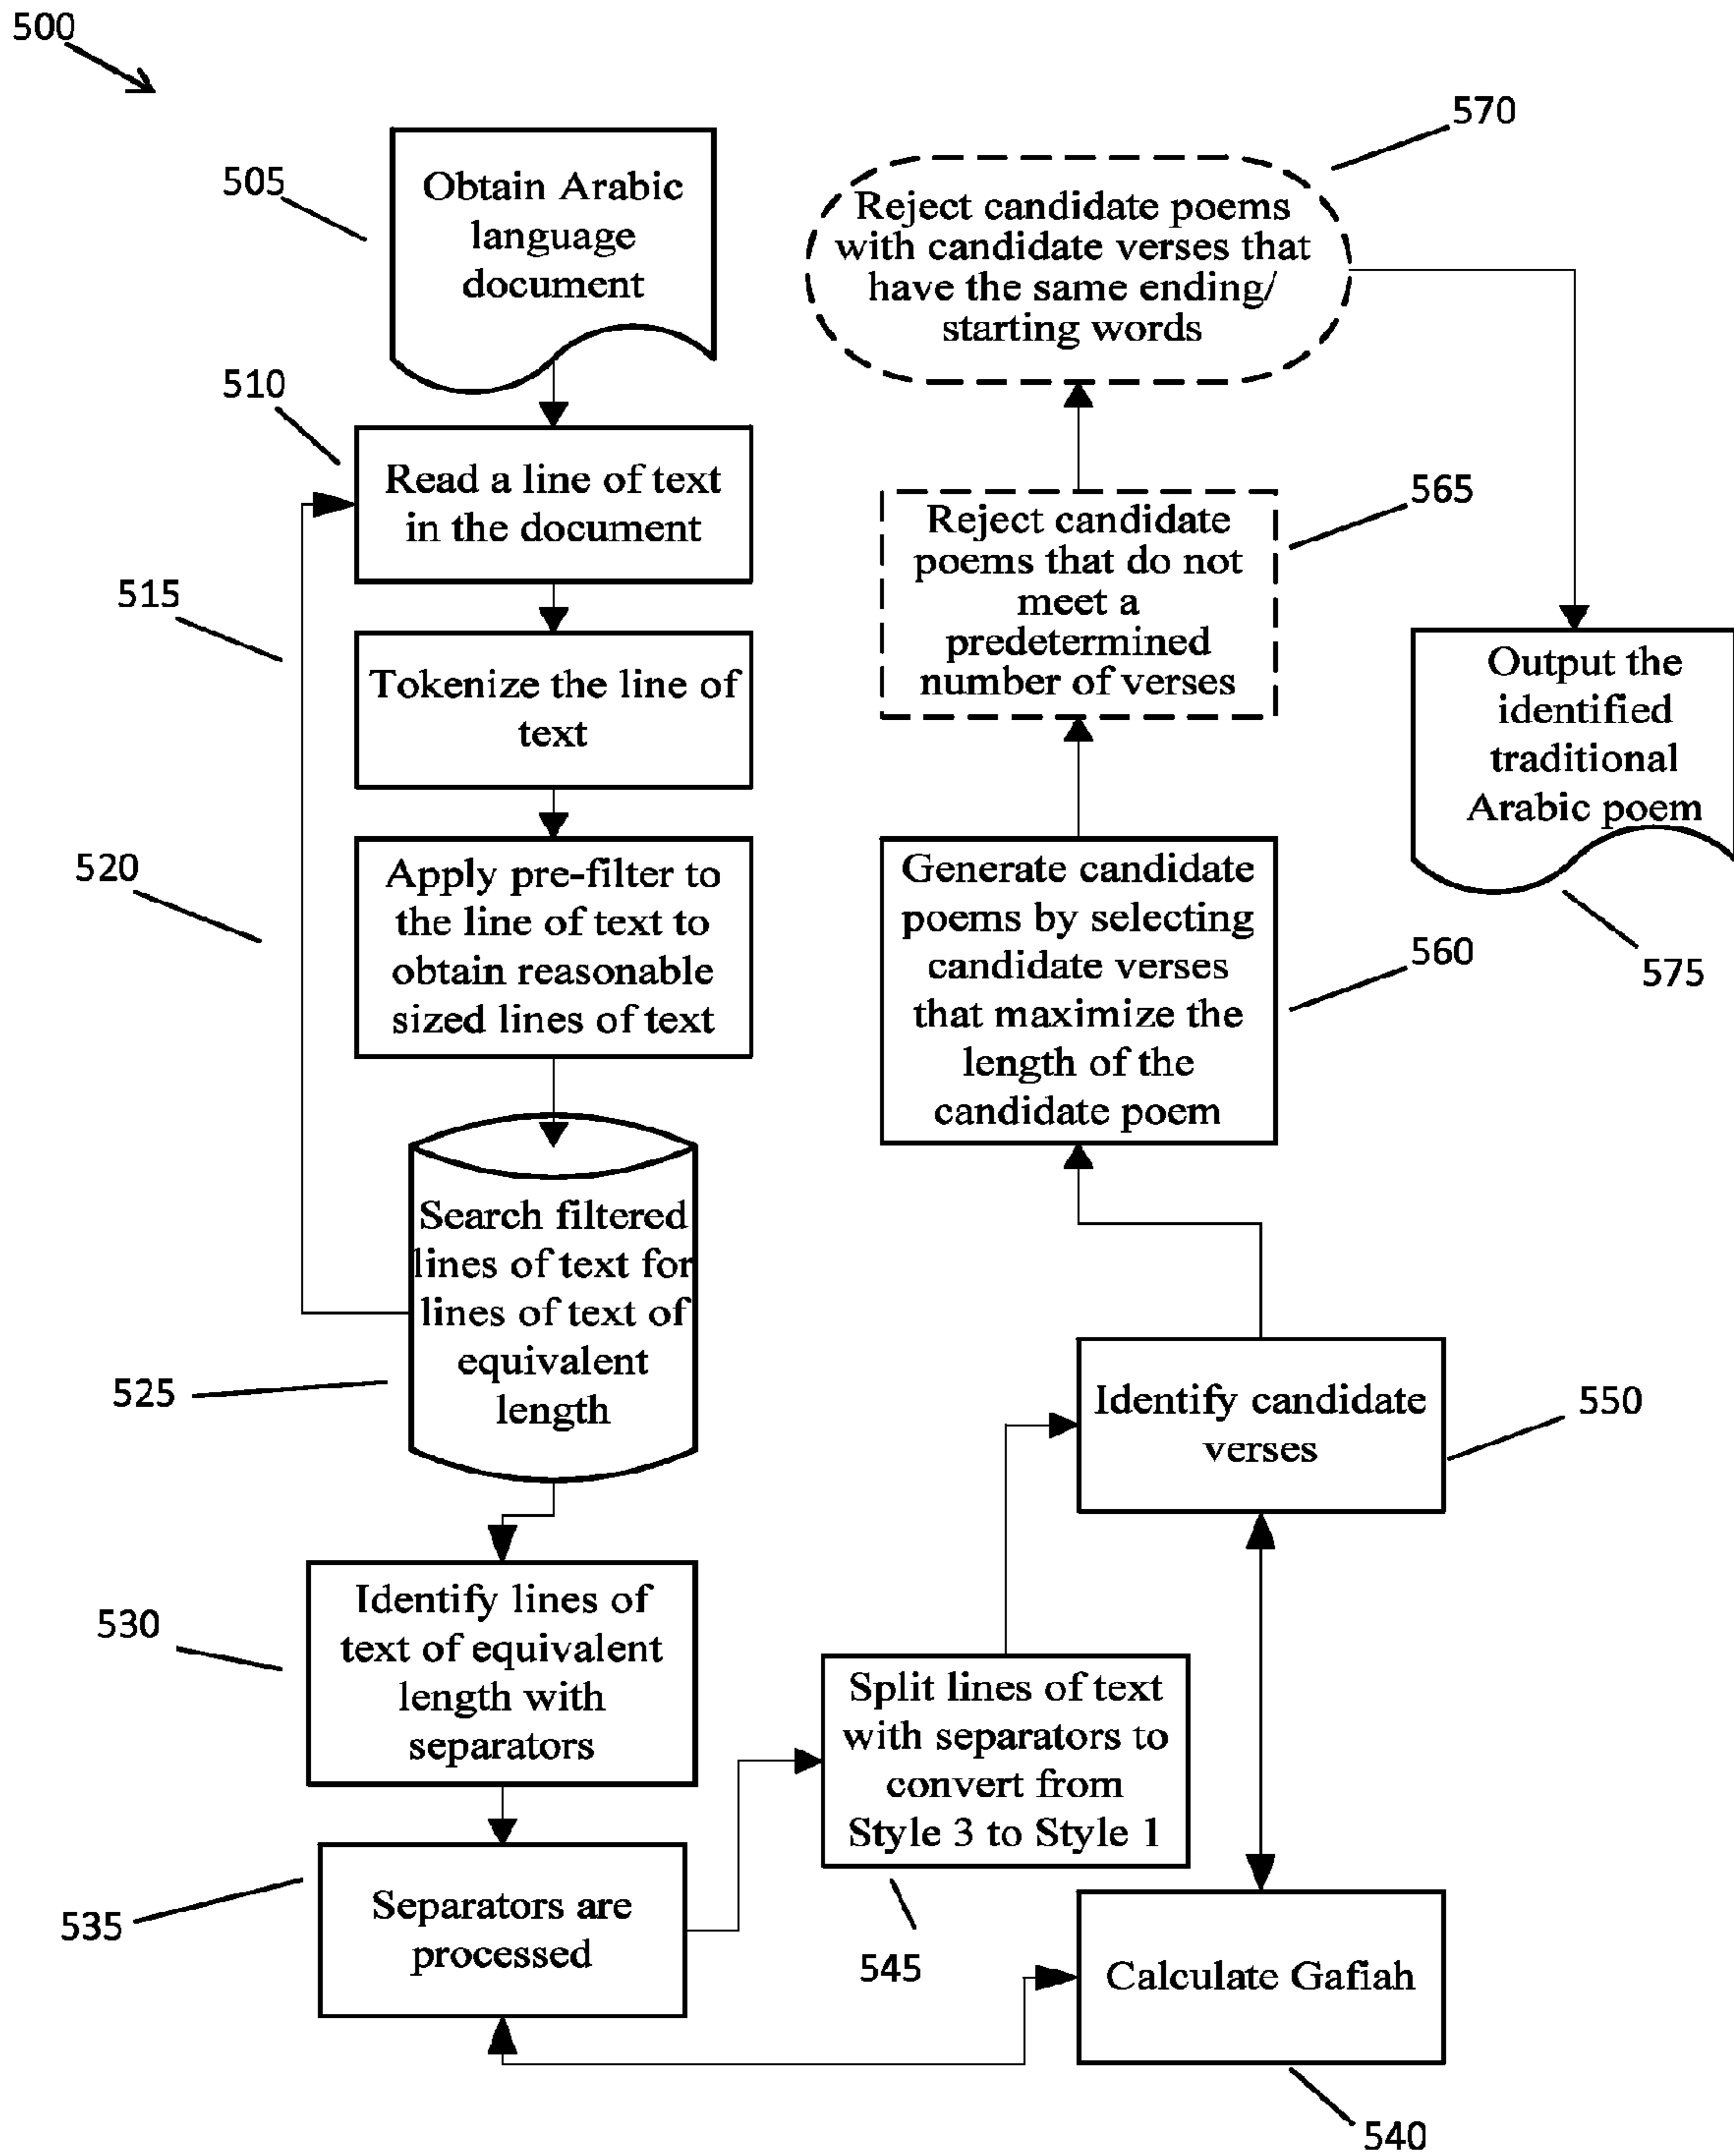 500
505
Obtain Arabic
language
document
510
Read a line of text
in the document
515
Tokenize the line of
text
520
Apply pre-filter to
the line of text to
obtain reasonable
sized lines of text
525
Search filtered
lines of text for
lines of text of
equivalent
length
530
Identify lines of
text of equivalent
length with
separators
535
Separators are
processed
545
Split lines of text
with separators to
convert from
Style 3 to Style 1
540
Calculate Gafiah
550
Identify candidate
verses
560
Generate candidate
poems by selecting
candidate verses
that maximize the
length of the
candidate poem
565
Reject candidate
poems that do not
meet a
predetermined
number of verses
570
Reject candidate poems
with candidate verses that
have the same ending/
starting words
575
Output the
identified
traditional
Arabic poem